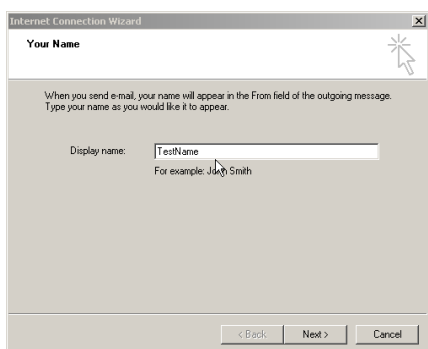 Internet Connection Wizard
Your Name
When you send e-mail, your name will appear in the From field of the outgoing message.
Type your name as you would like it to appear.
Display name: TestName
For example: John Smith
< Back Next > Cancel